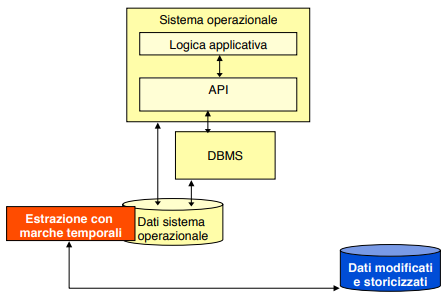 Sistema operazionale
Logica applicativa
API
DBMS
Estrazione con
marche temporali
Dati sistema
operazionale
Dati modificati
e storicizzati